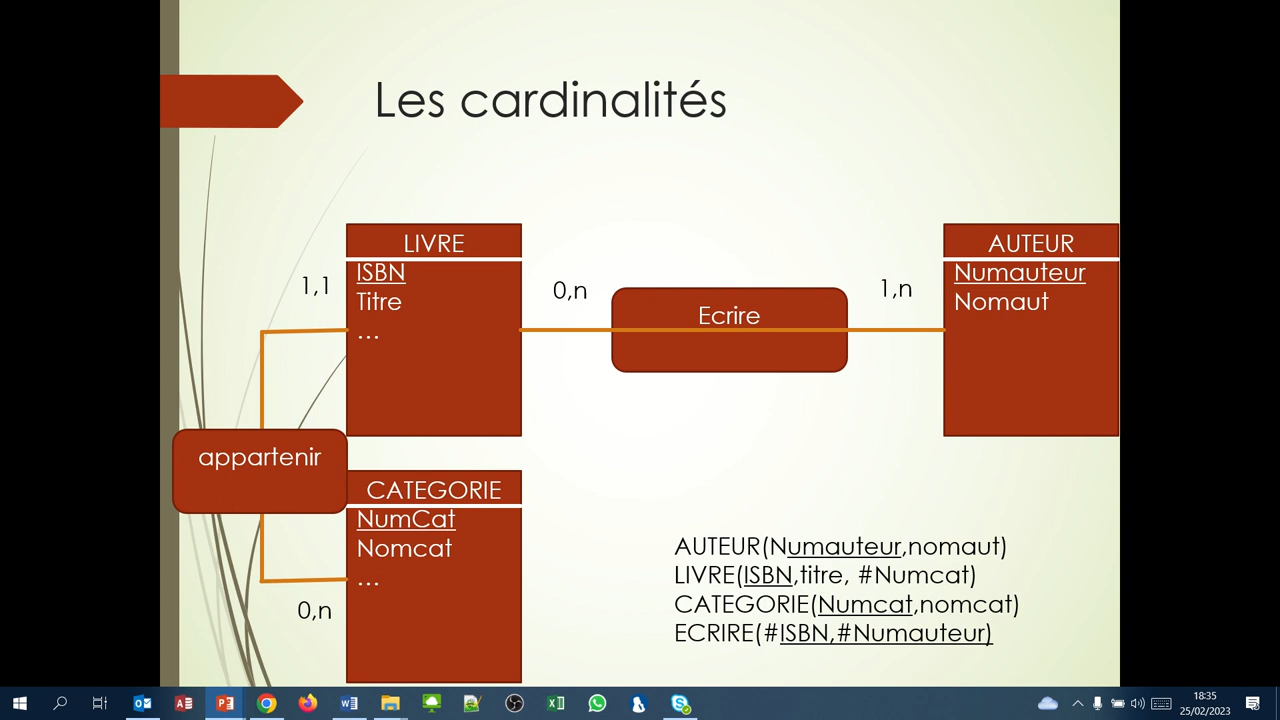 Les cardinalités
LIVRE
ISBN
Titre
...
1,1
0,n
Ecrire
1,n
AUTEUR
Numauteur
Nomaut
appartenir
CATEGORIE
NumCat
Nomcat
...
0,n
AUTEUR(Numauteur,nomaut)
LIVRE(ISBN,titre, #Numcat)
CATEGORIE(Numcat,nomcat)
ECRIRE(#ISBN,#Numauteur)
18:35
25/02/2023